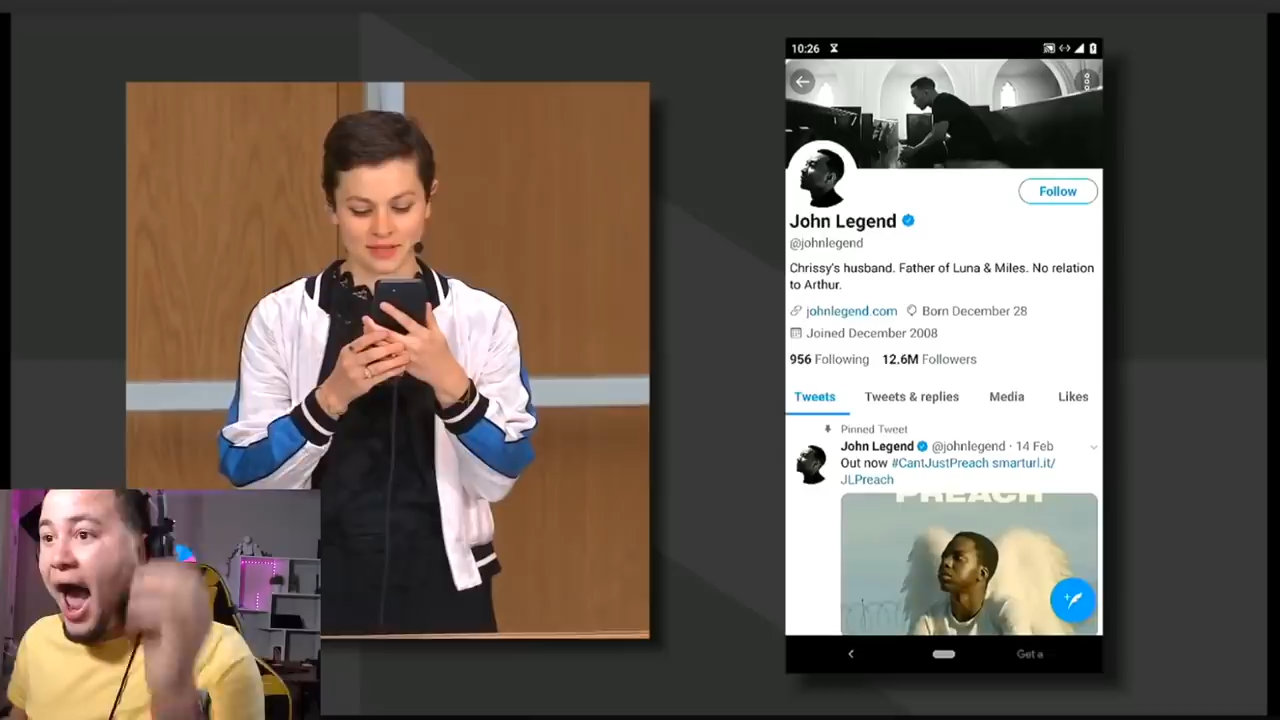 10:26
John Legend
Follow
@johnlegend
Chrissy's husband. Father of Luna & Miles. No relation
to Arthur.
johnlegend.com Born December 28
Joined December 2008
956 Following 12.6M Followers
Tweets Tweets & replies Media Likes
Pinned Tweet
John Legend @johnlegend · 14 Feb
Out now #CantJustPreach smarturl.it/
JLPreach
PREACH
Get a